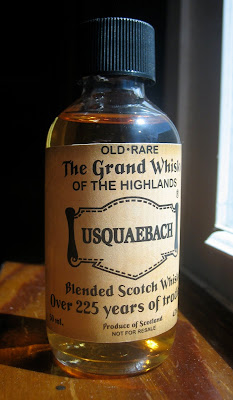 OLD•RARE
The Grand Whisk
OF THE HIGHLANDS
USQUAEBACH
Blended Scotch Whis
Over 225 years of trad
Produce of Scotland
NOT FOR RESALE